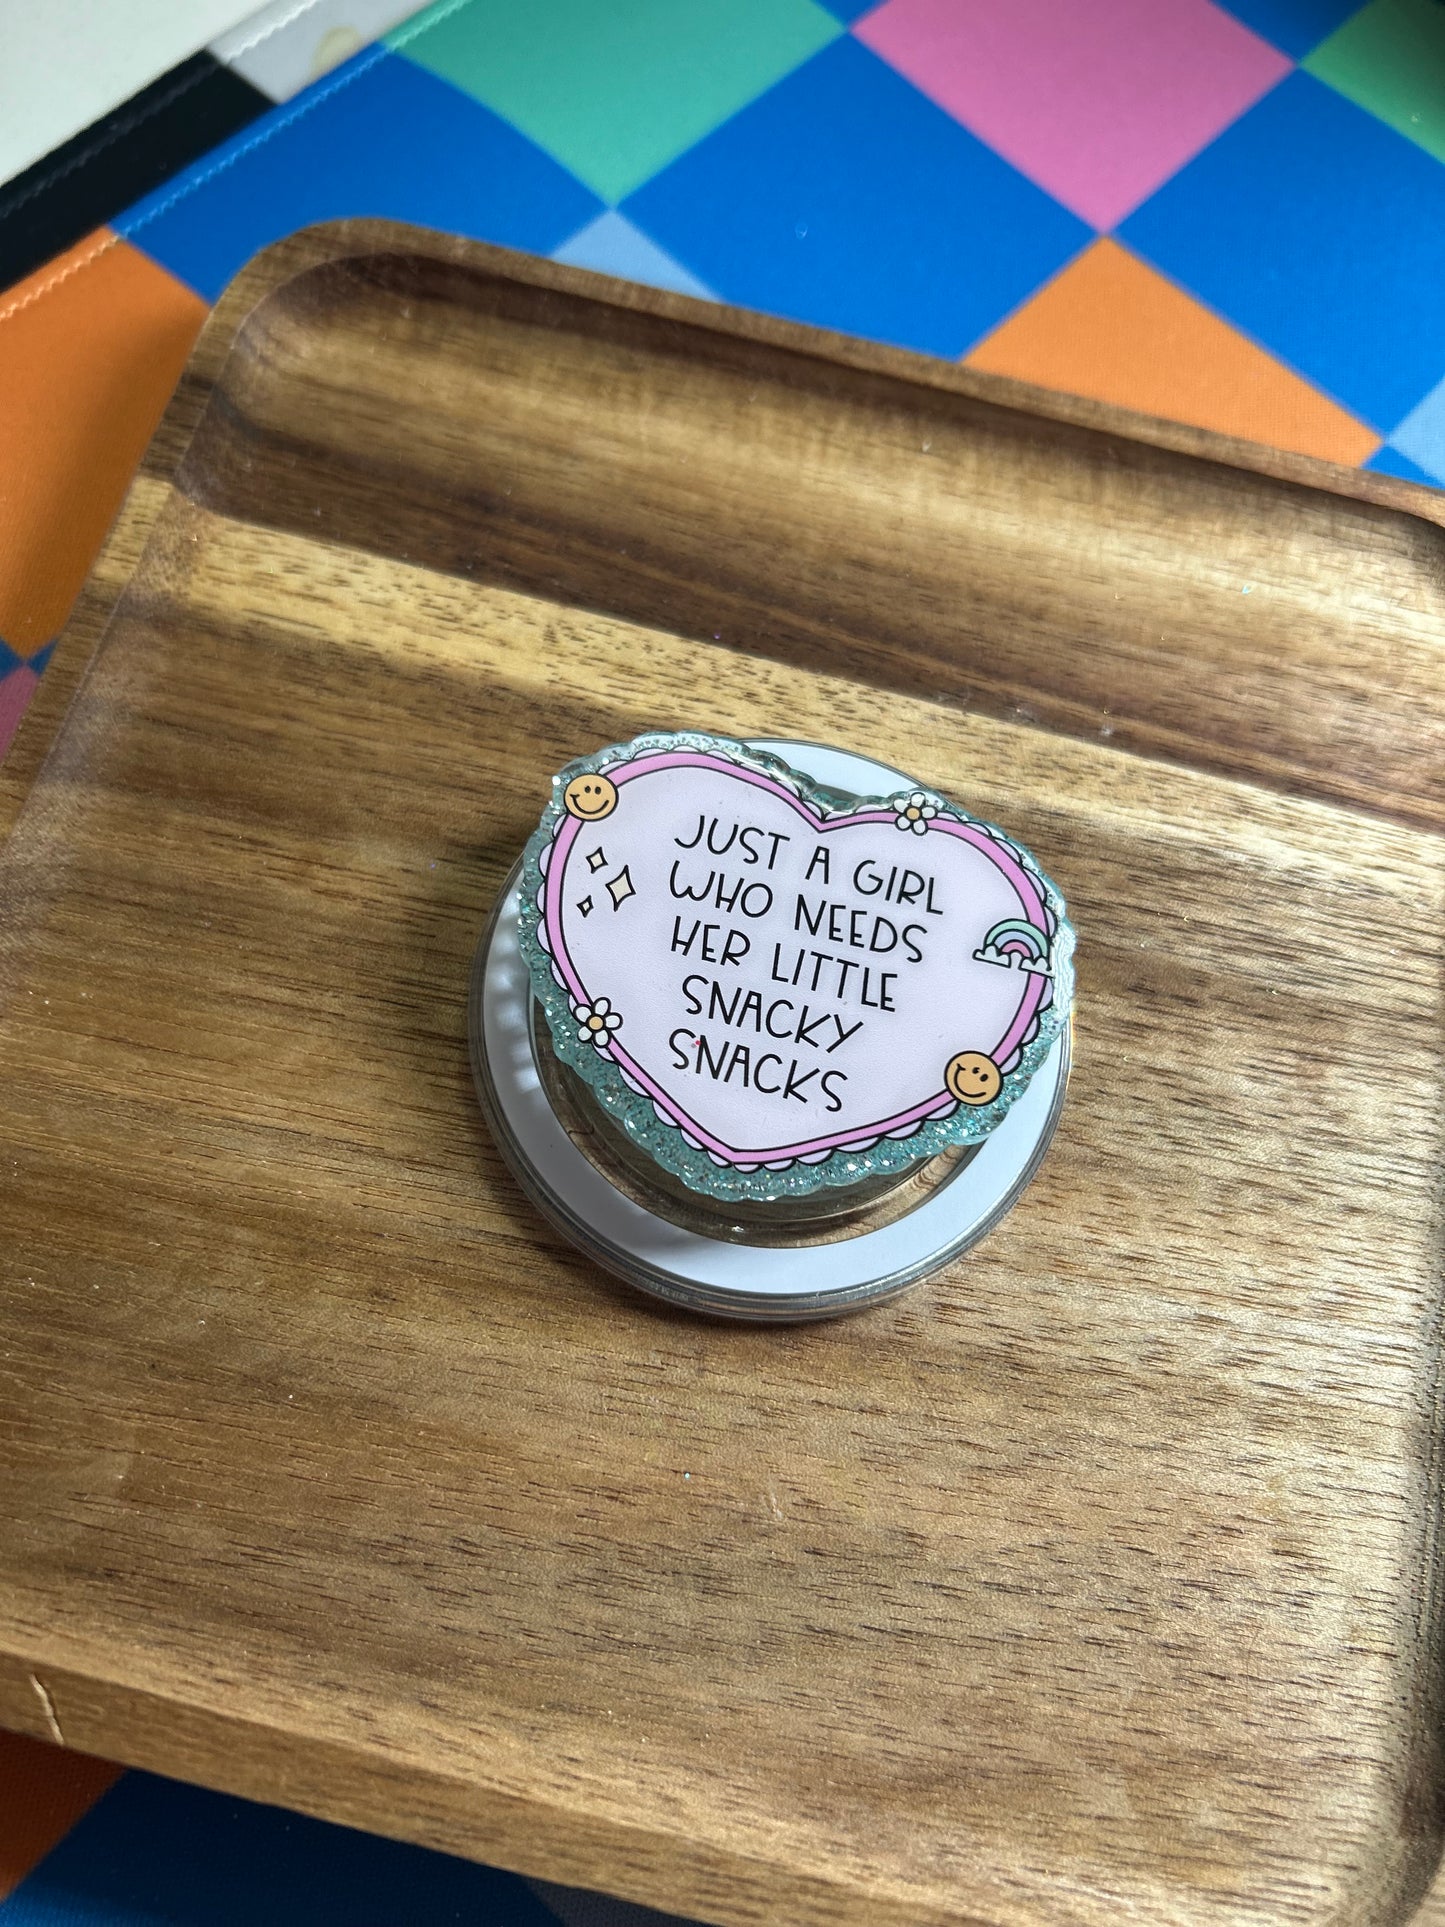 JUST A GIRL
WHO NEEDS
HER LITTLE
SNACKY
SNACKS